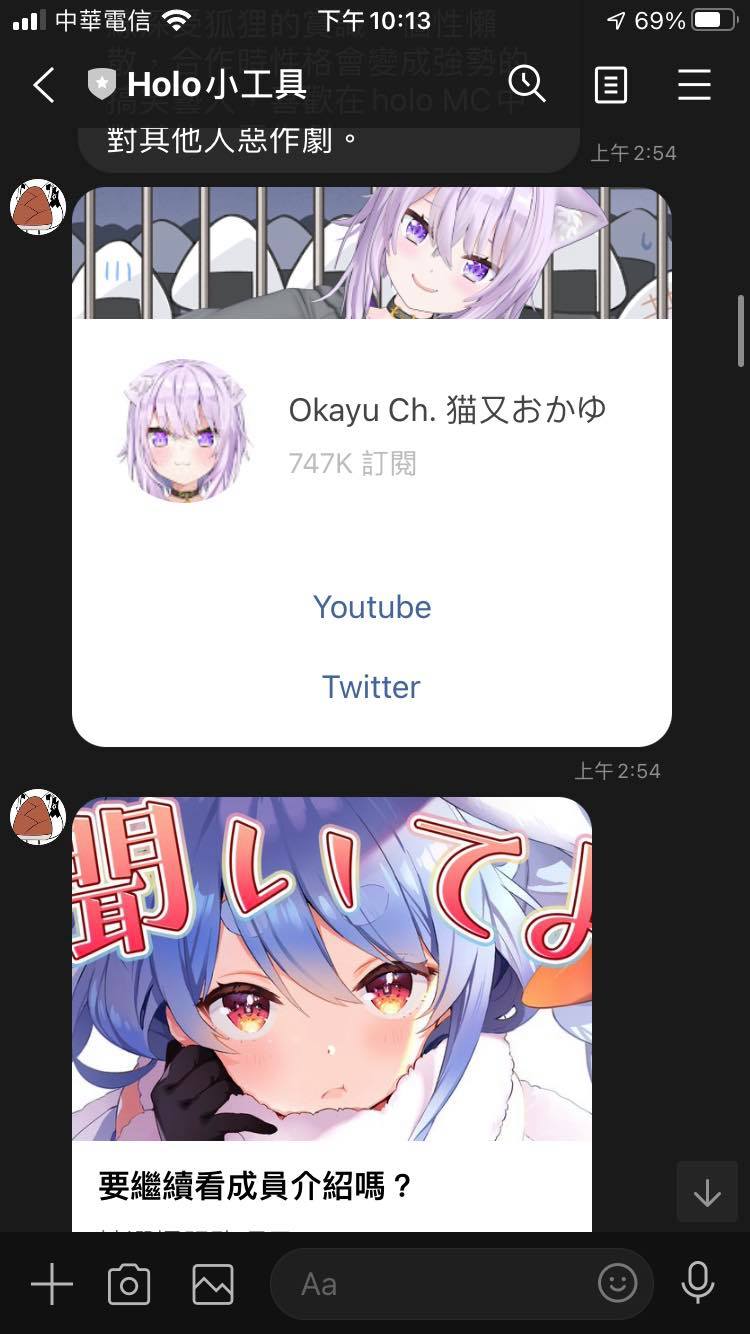 中華電信
下午10:13
69%
Holo小工具
對其他人惡作劇。
上午2:54
Okayu Ch. 猫又おかゆ
747K 訂閱
Youtube
Twitter
上午2:54
聞いてよ
要繼續看成員介紹嗎？
Aa